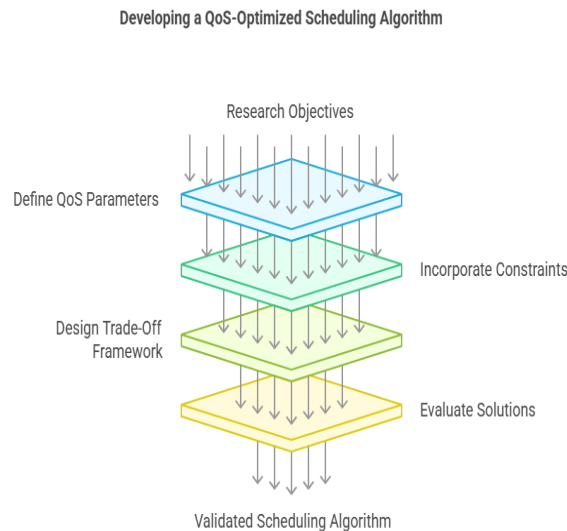 Developing a QoS-Optimized Scheduling Algorithm
Research Objectives
Define QoS Parameters
Incorporate Constraints
Design Trade-Off
Framework
Evaluate Solutions
Validated Scheduling Algorithm